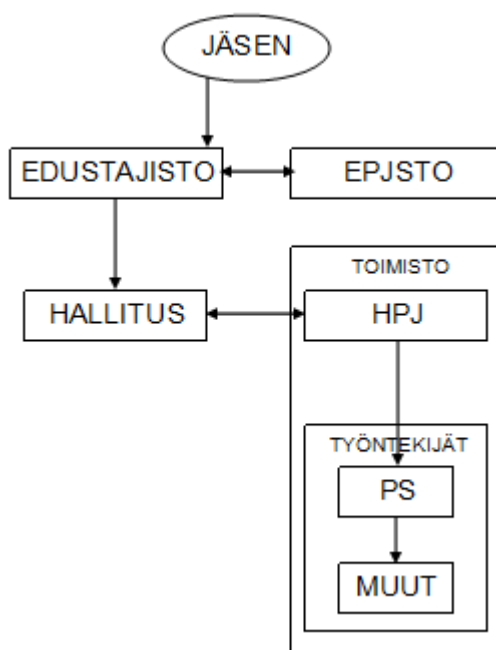 JÄSEN
EDUSTAJISTO
EPJSTO
TOIMISTO
HALLITUS
HPJ
TYÖNTEKIJÄT
PS
MUUT